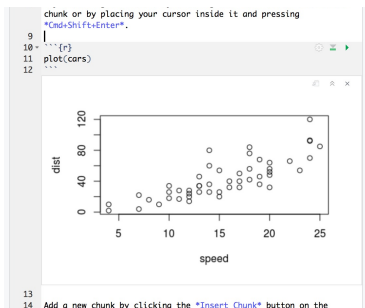 chunk or by placing your cursor inside it and pressing
*Cmd+Shift+Enter*.
9
10 ```{r}
11 plot(cars)
12 ```
dist
0 40 80 120
5 10 15 20 25
speed
13
14 Add a new chunk by clicking the *Insert Chunk* button on the